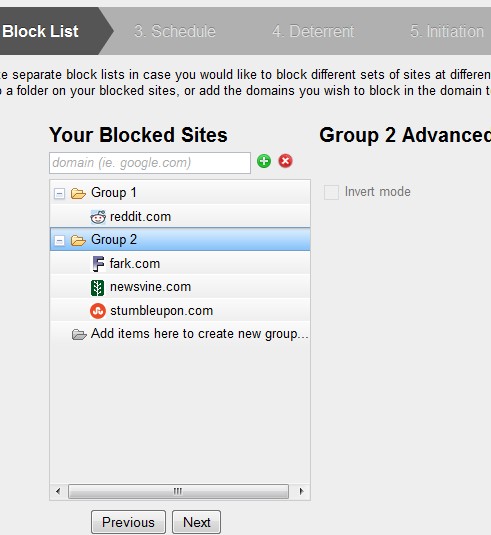 Block List 3. Schedule 4. Deterrent 5. Initiation
te separate block lists in case you would like to block different sets of sites at differen
o a folder on your blocked sites, or add the domains you wish to block in the domain t
Your Blocked Sites Group 2 Advanced
domain (ie. google.com)
Invert mode
Group 1
reddit.com
Group 2
fark.com
newsvine.com
stumbleupon.com
Add items here to create new group...
Previous Next